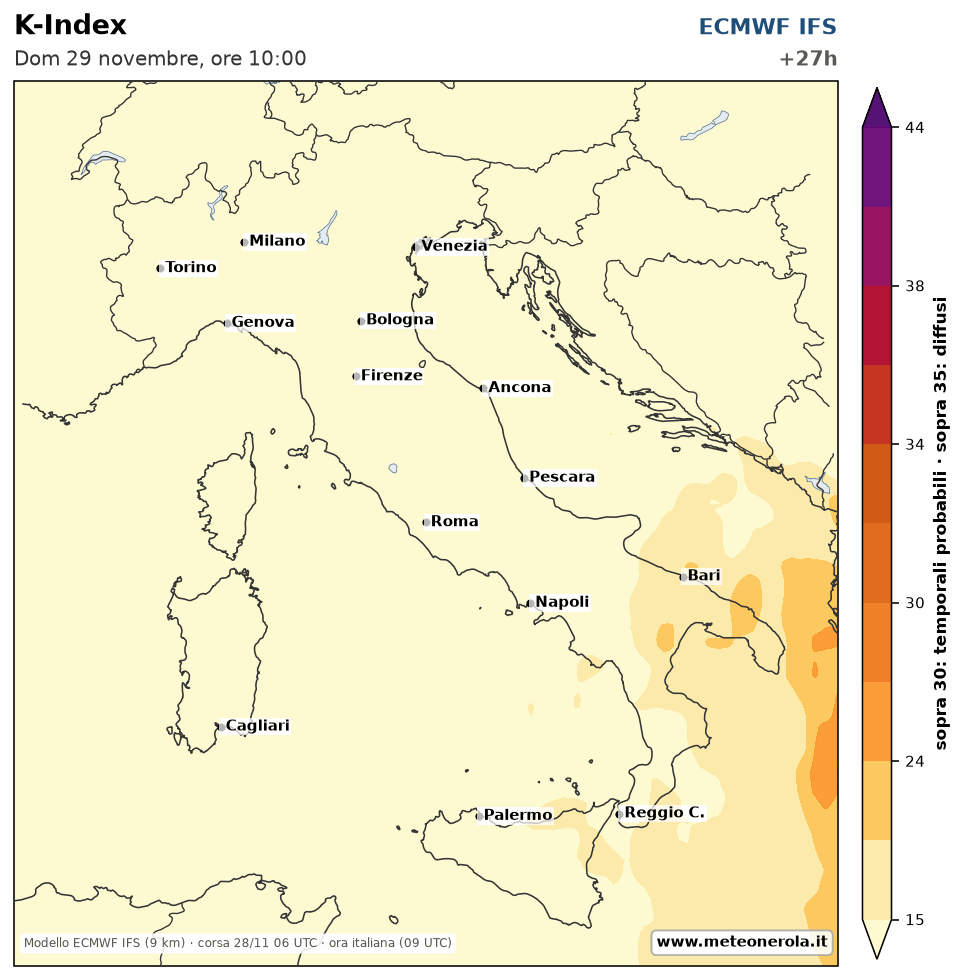 K-Index
ECMWF IFS
Dom 29 novembre, ore 10:00
+27h
Milano
Venezia
Torino
Genova
Bologna
Firenze
Ancona
Pescara
Roma
Bari
Napoli
Cagliari
Palermo
Reggio C.
44
38
34
30
24
15
sopra 30: temporali probabili · sopra 35: diffusi
Modello ECMWF IFS (9 km) · corsa 28/11 06 UTC · ora italiana (09 UTC)
www.meteonerola.it